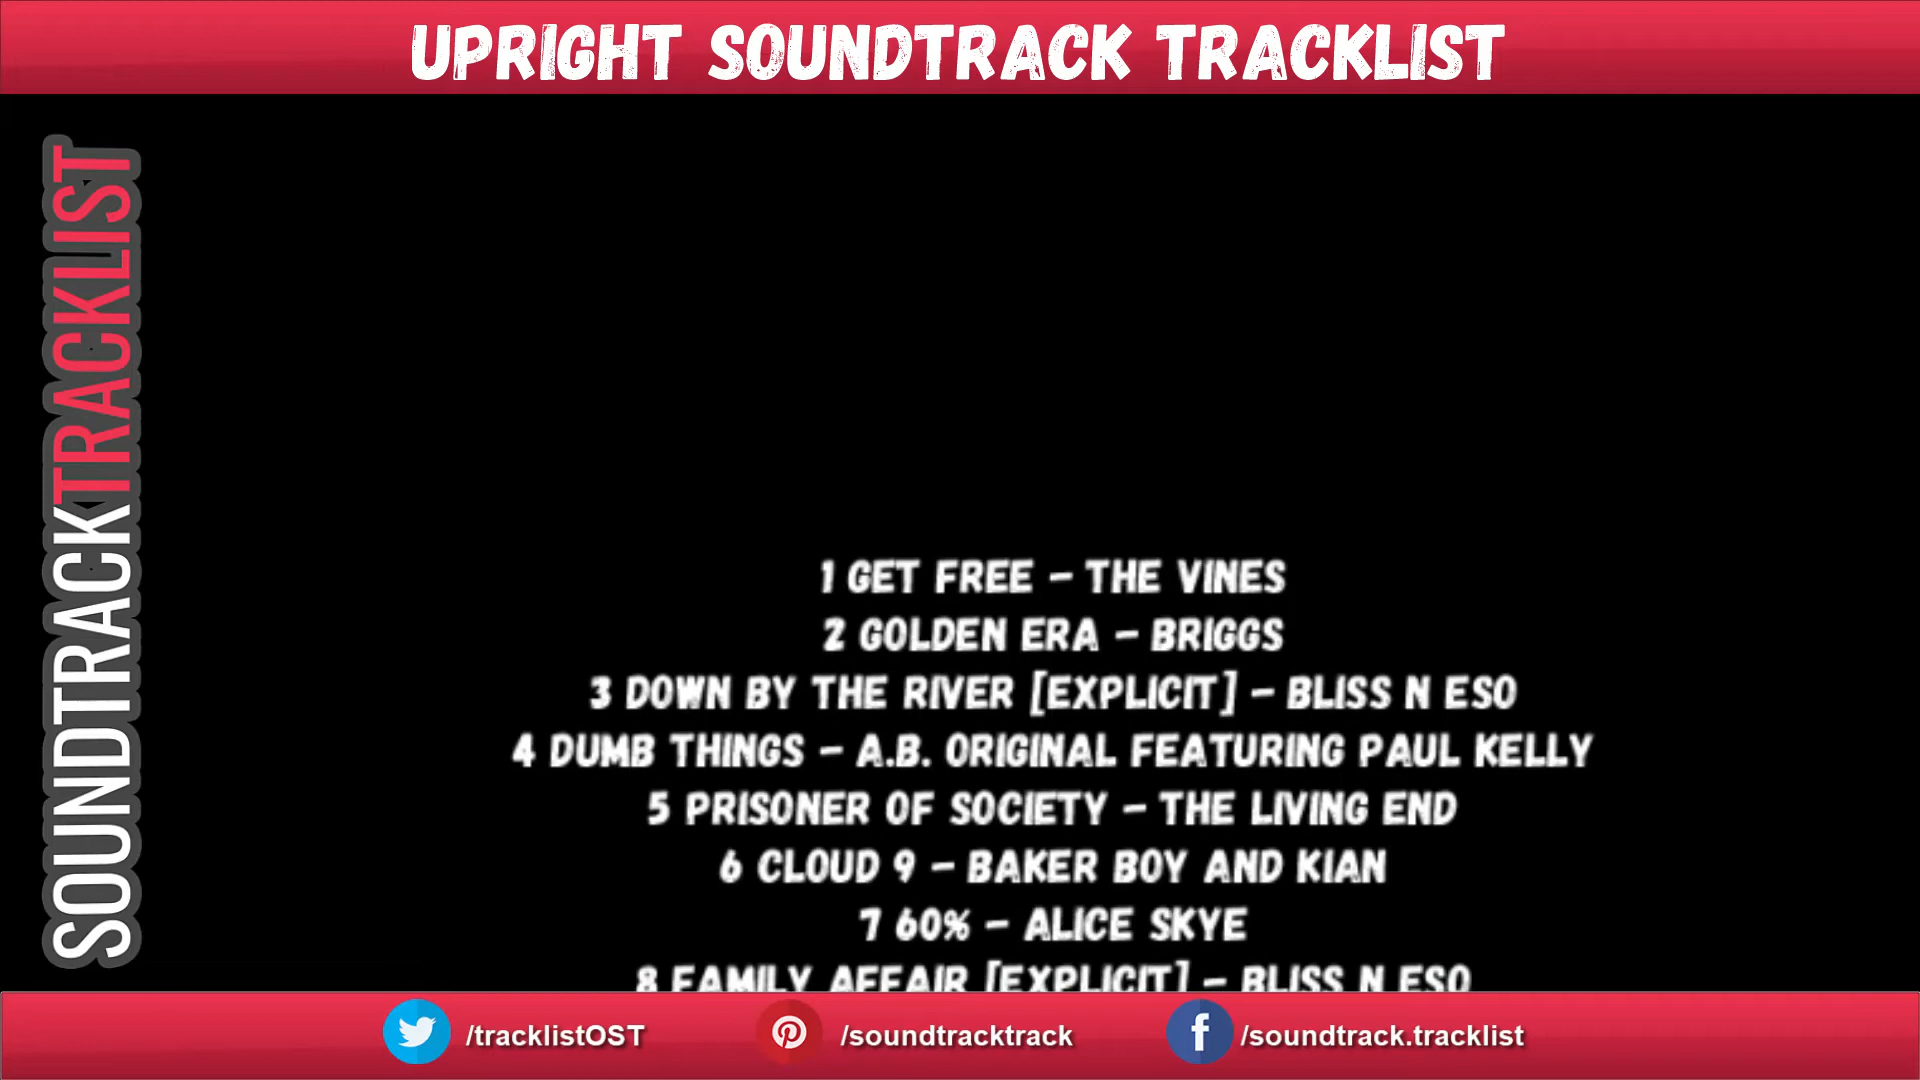 UPRIGHT SOUNDTRACK TRACKLIST
SOUNDTRACKTRACKLIST
1 GET FREE – THE VINES
2 GOLDEN ERA – BRIGGS
3 DOWN BY THE RIVER [EXPLICIT] – BLISS N ESO
4 DUMB THINGS – A.B. ORIGINAL FEATURING PAUL KELLY
5 PRISONER OF SOCIETY – THE LIVING END
6 CLOUD 9 – BAKER BOY AND KIAN
7 60% – ALICE SKYE
8 FAMILY AFFAIR [EXPLICIT] – BLISS N ESO
/tracklistOST
/soundtracktrack
/soundtrack.tracklist